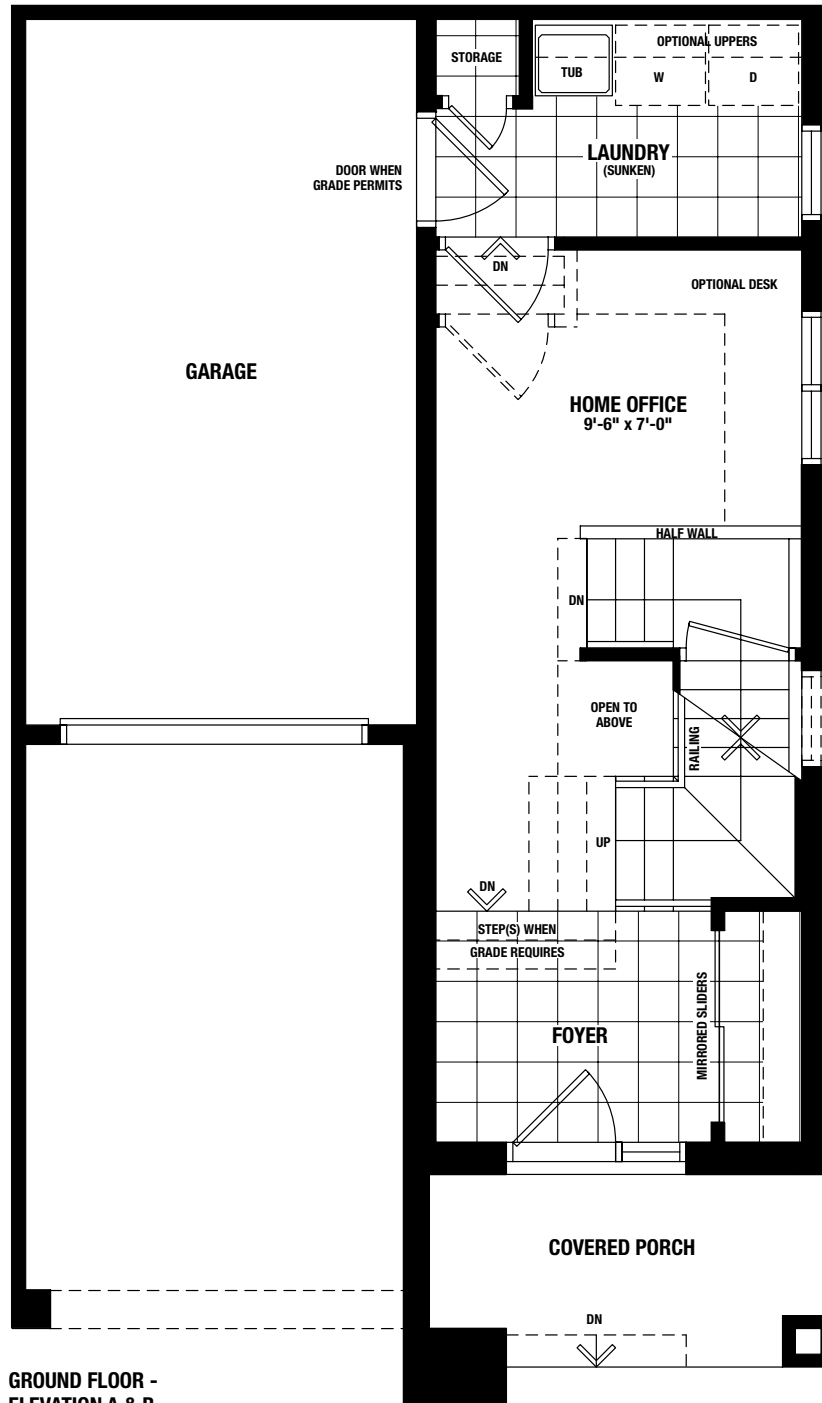 STORAGE
OPTIONAL UPPERS
TUB
W
D
LAUNDRY
(SUNKEN)
DOOR WHEN
GRADE PERMITS
DN
OPTIONAL DESK
GARAGE
HOME OFFICE
9'-6" x 7'-0"
HALF WALL
DN
OPEN TO
ABOVE
RAILING
UP
DN
STEP(S) WHEN
GRADE REQUIRES
MIRRORED SLIDERS
FOYER
COVERED PORCH
DN
GROUND FLOOR -
ELEVATION A & B